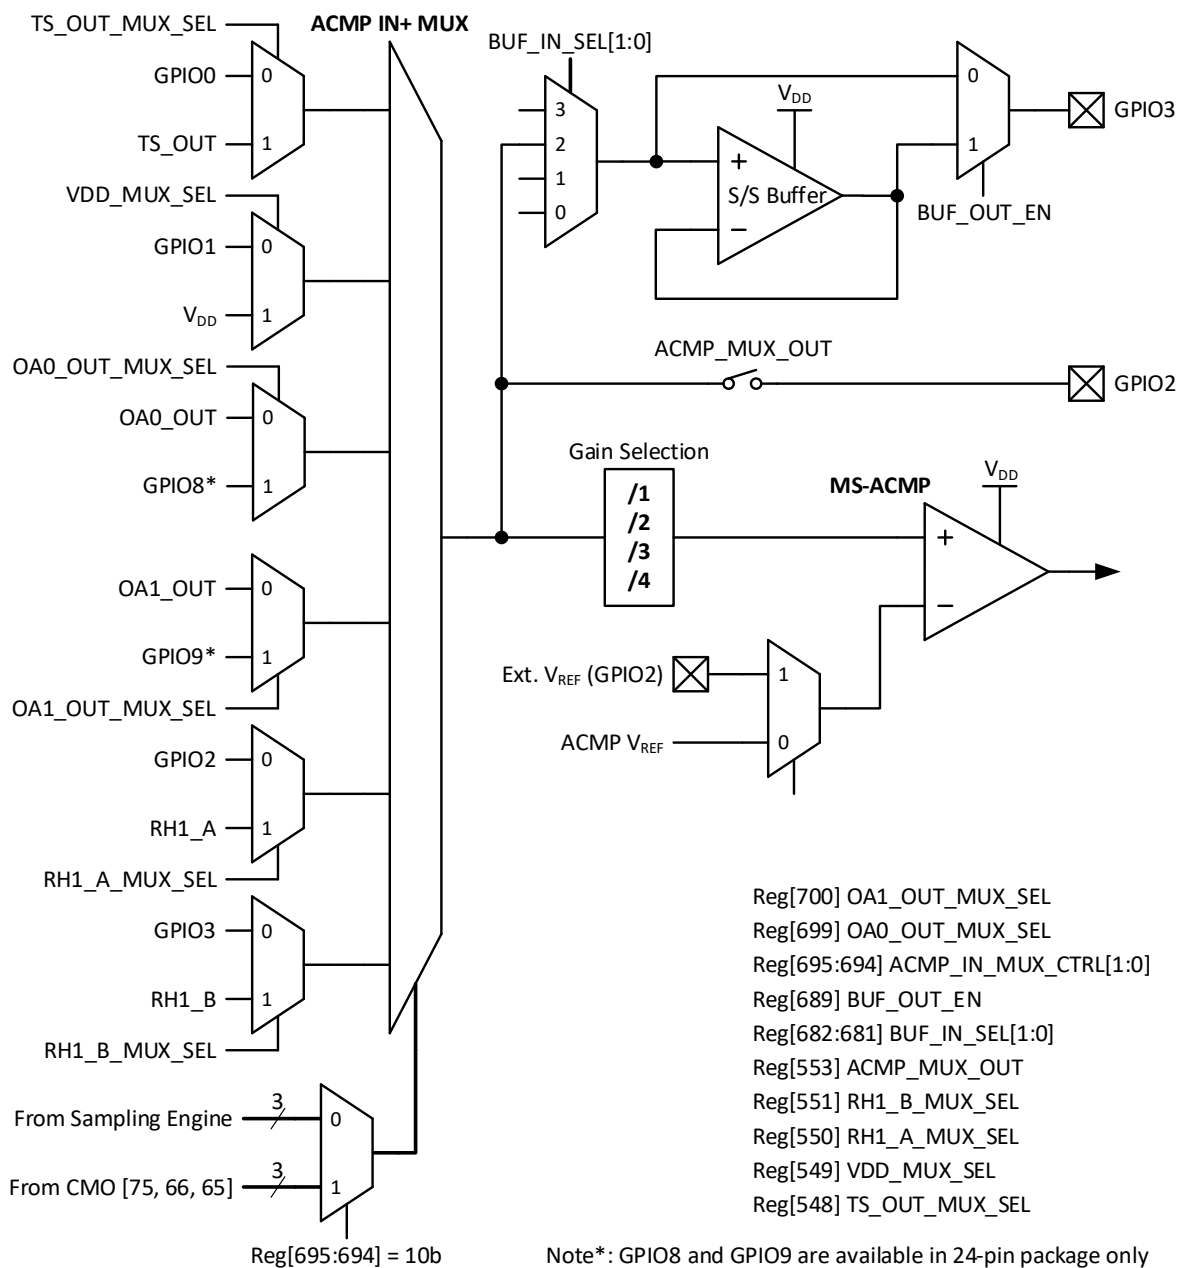 TS_OUT_MUX_SEL
ACMP IN+ MUX
BUF_IN_SEL[1:0]
GPIO0
0
TS_OUT
1
VDD_MUX_SEL
GPIO1
0
VDD
1
OA0_OUT_MUX_SEL
OA0_OUT
0
GPIO8*
1
OA1_OUT
0
GPIO9*
1
OA1_OUT_MUX_SEL
GPIO2
0
RH1_A
1
RH1_A_MUX_SEL
GPIO3
0
RH1_B
1
RH1_B_MUX_SEL
From Sampling Engine
3
0
From CMO [75, 66, 65]
3
1
Reg[695:694] = 10b
3
2
1
0
VDD
+
S/S Buffer
−
0
1
GPIO3
BUF_OUT_EN
ACMP_MUX_OUT
GPIO2
Gain Selection
/1
/2
/3
/4
MS-ACMP
VDD
+
−
Ext. VREF (GPIO2)
1
ACMP VREF
0
Reg[700] OA1_OUT_MUX_SEL
Reg[699] OA0_OUT_MUX_SEL
Reg[695:694] ACMP_IN_MUX_CTRL[1:0]
Reg[689] BUF_OUT_EN
Reg[682:681] BUF_IN_SEL[1:0]
Reg[553] ACMP_MUX_OUT
Reg[551] RH1_B_MUX_SEL
Reg[550] RH1_A_MUX_SEL
Reg[549] VDD_MUX_SEL
Reg[548] TS_OUT_MUX_SEL
Note*: GPIO8 and GPIO9 are available in 24-pin package only